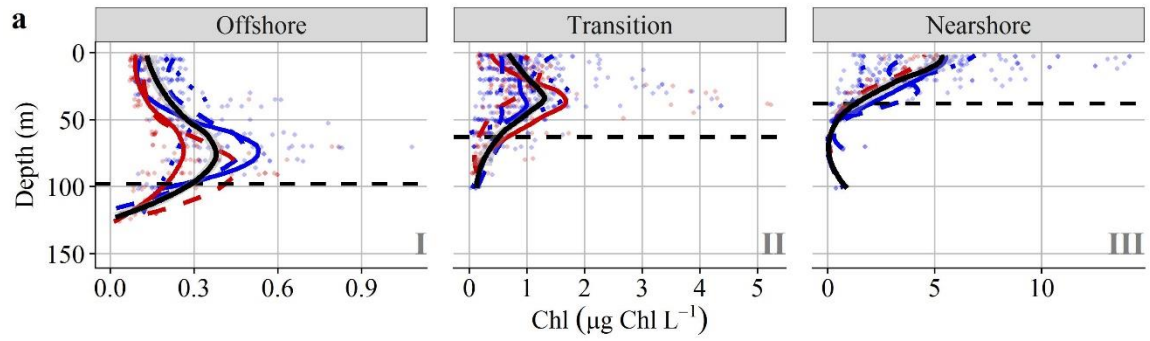 a
Offshore Transition Nearshore
0
50
100
150
Depth (m)
I II III
0.0 0.3 0.6 0.9 0 1 2 3 4 5 0 5 10
Chl (μg Chl L⁻¹)